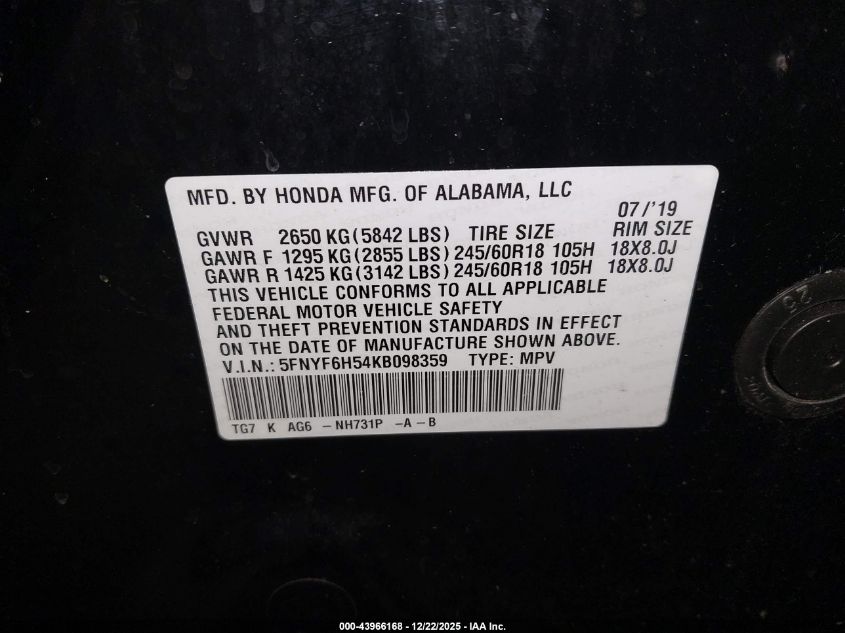 MFD. BY HONDA MFG. OF ALABAMA, LLC
07/'19
GVWR 2650 KG(5842 LBS) TIRE SIZE RIM SIZE
GAWR F 1295 KG(2855 LBS) 245/60R18 105H 18X8.0J
GAWR R 1425 KG(3142 LBS) 245/60R18 105H 18X8.0J
THIS VEHICLE CONFORMS TO ALL APPLICABLE
FEDERAL MOTOR VEHICLE SAFETY
AND THEFT PREVENTION STANDARDS IN EFFECT
ON THE DATE OF MANUFACTURE SHOWN ABOVE.
V.I.N.: 5FNYF6H54KB098359 TYPE: MPV
TG7 K AG6 -NH731P -A-B
25
000-43966168 - 12/22/2025 - IAA Inc.